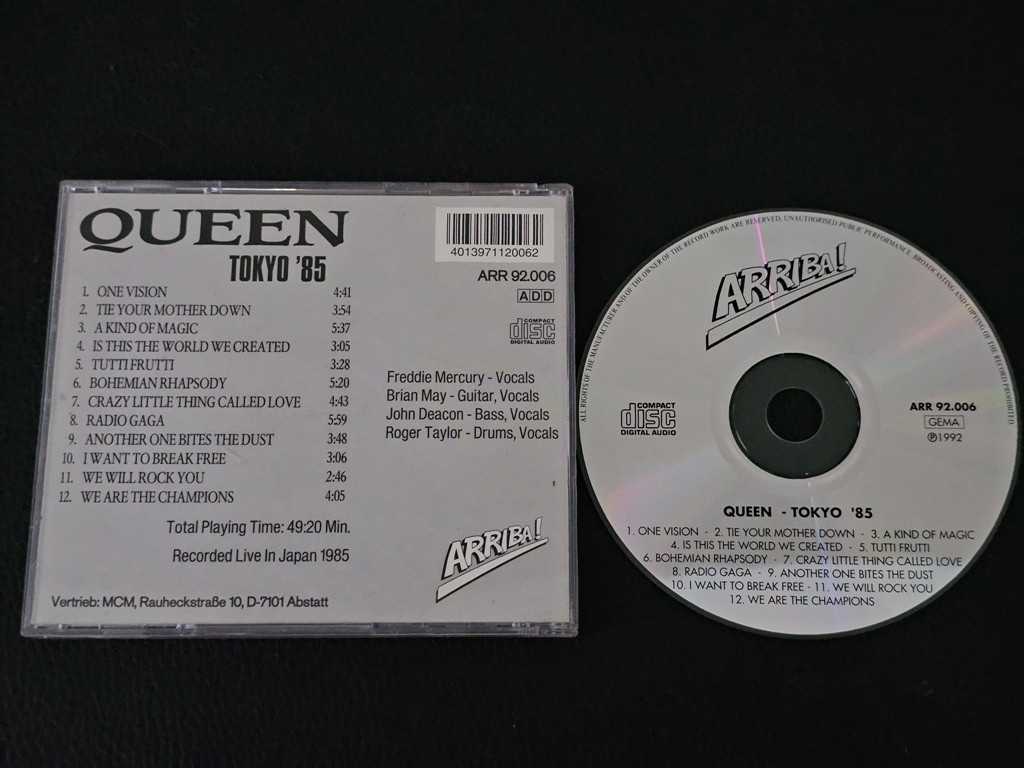 QUEEN
TOKYO '85
1. ONE VISION 4:41
2. TIE YOUR MOTHER DOWN 3:54
3. A KIND OF MAGIC 5:37
4. IS THIS THE WORLD WE CREATED 3:05
5. TUTTI FRUTTI 3:28
6. BOHEMIAN RHAPSODY 5:20
7. CRAZY LITTLE THING CALLED LOVE 4:43
8. RADIO GAGA 5:59
9. ANOTHER ONE BITES THE DUST 3:48
10. I WANT TO BREAK FREE 3:06
11. WE WILL ROCK YOU 2:46
12. WE ARE THE CHAMPIONS 4:05
Total Playing Time: 49:20 Min.
Recorded Live In Japan 1985
Vertrieb: MCM, Rauheckstraße 10, D-7101 Abstatt
4013971120062
ARR 92.006
ADD
COMPACT
disc
DIGITAL AUDIO
Freddie Mercury - Vocals
Brian May - Guitar, Vocals
John Deacon - Bass, Vocals
Roger Taylor - Drums, Vocals
ARRIBA!
ALL RIGHTS OF THE MANUFACTURER AND OF THE OWNER OF THE RECORD WORK ARE RESERVED, UNAUTHORISED PUBLIC PERFORMANCE, BROADCASTING AND COPYING OF THE RECORD PROHIBITED
ARRIBA!
COMPACT
disc
DIGITAL AUDIO
ARR 92.006
GEMA
℗1992
QUEEN - TOKYO '85
1. ONE VISION - 2. TIE YOUR MOTHER DOWN - 3. A KIND OF MAGIC
4. IS THIS THE WORLD WE CREATED - 5. TUTTI FRUTTI
6. BOHEMIAN RHAPSODY - 7. CRAZY LITTLE THING CALLED LOVE
8. RADIO GAGA - 9. ANOTHER ONE BITES THE DUST
10. I WANT TO BREAK FREE - 11. WE WILL ROCK YOU
12. WE ARE THE CHAMPIONS